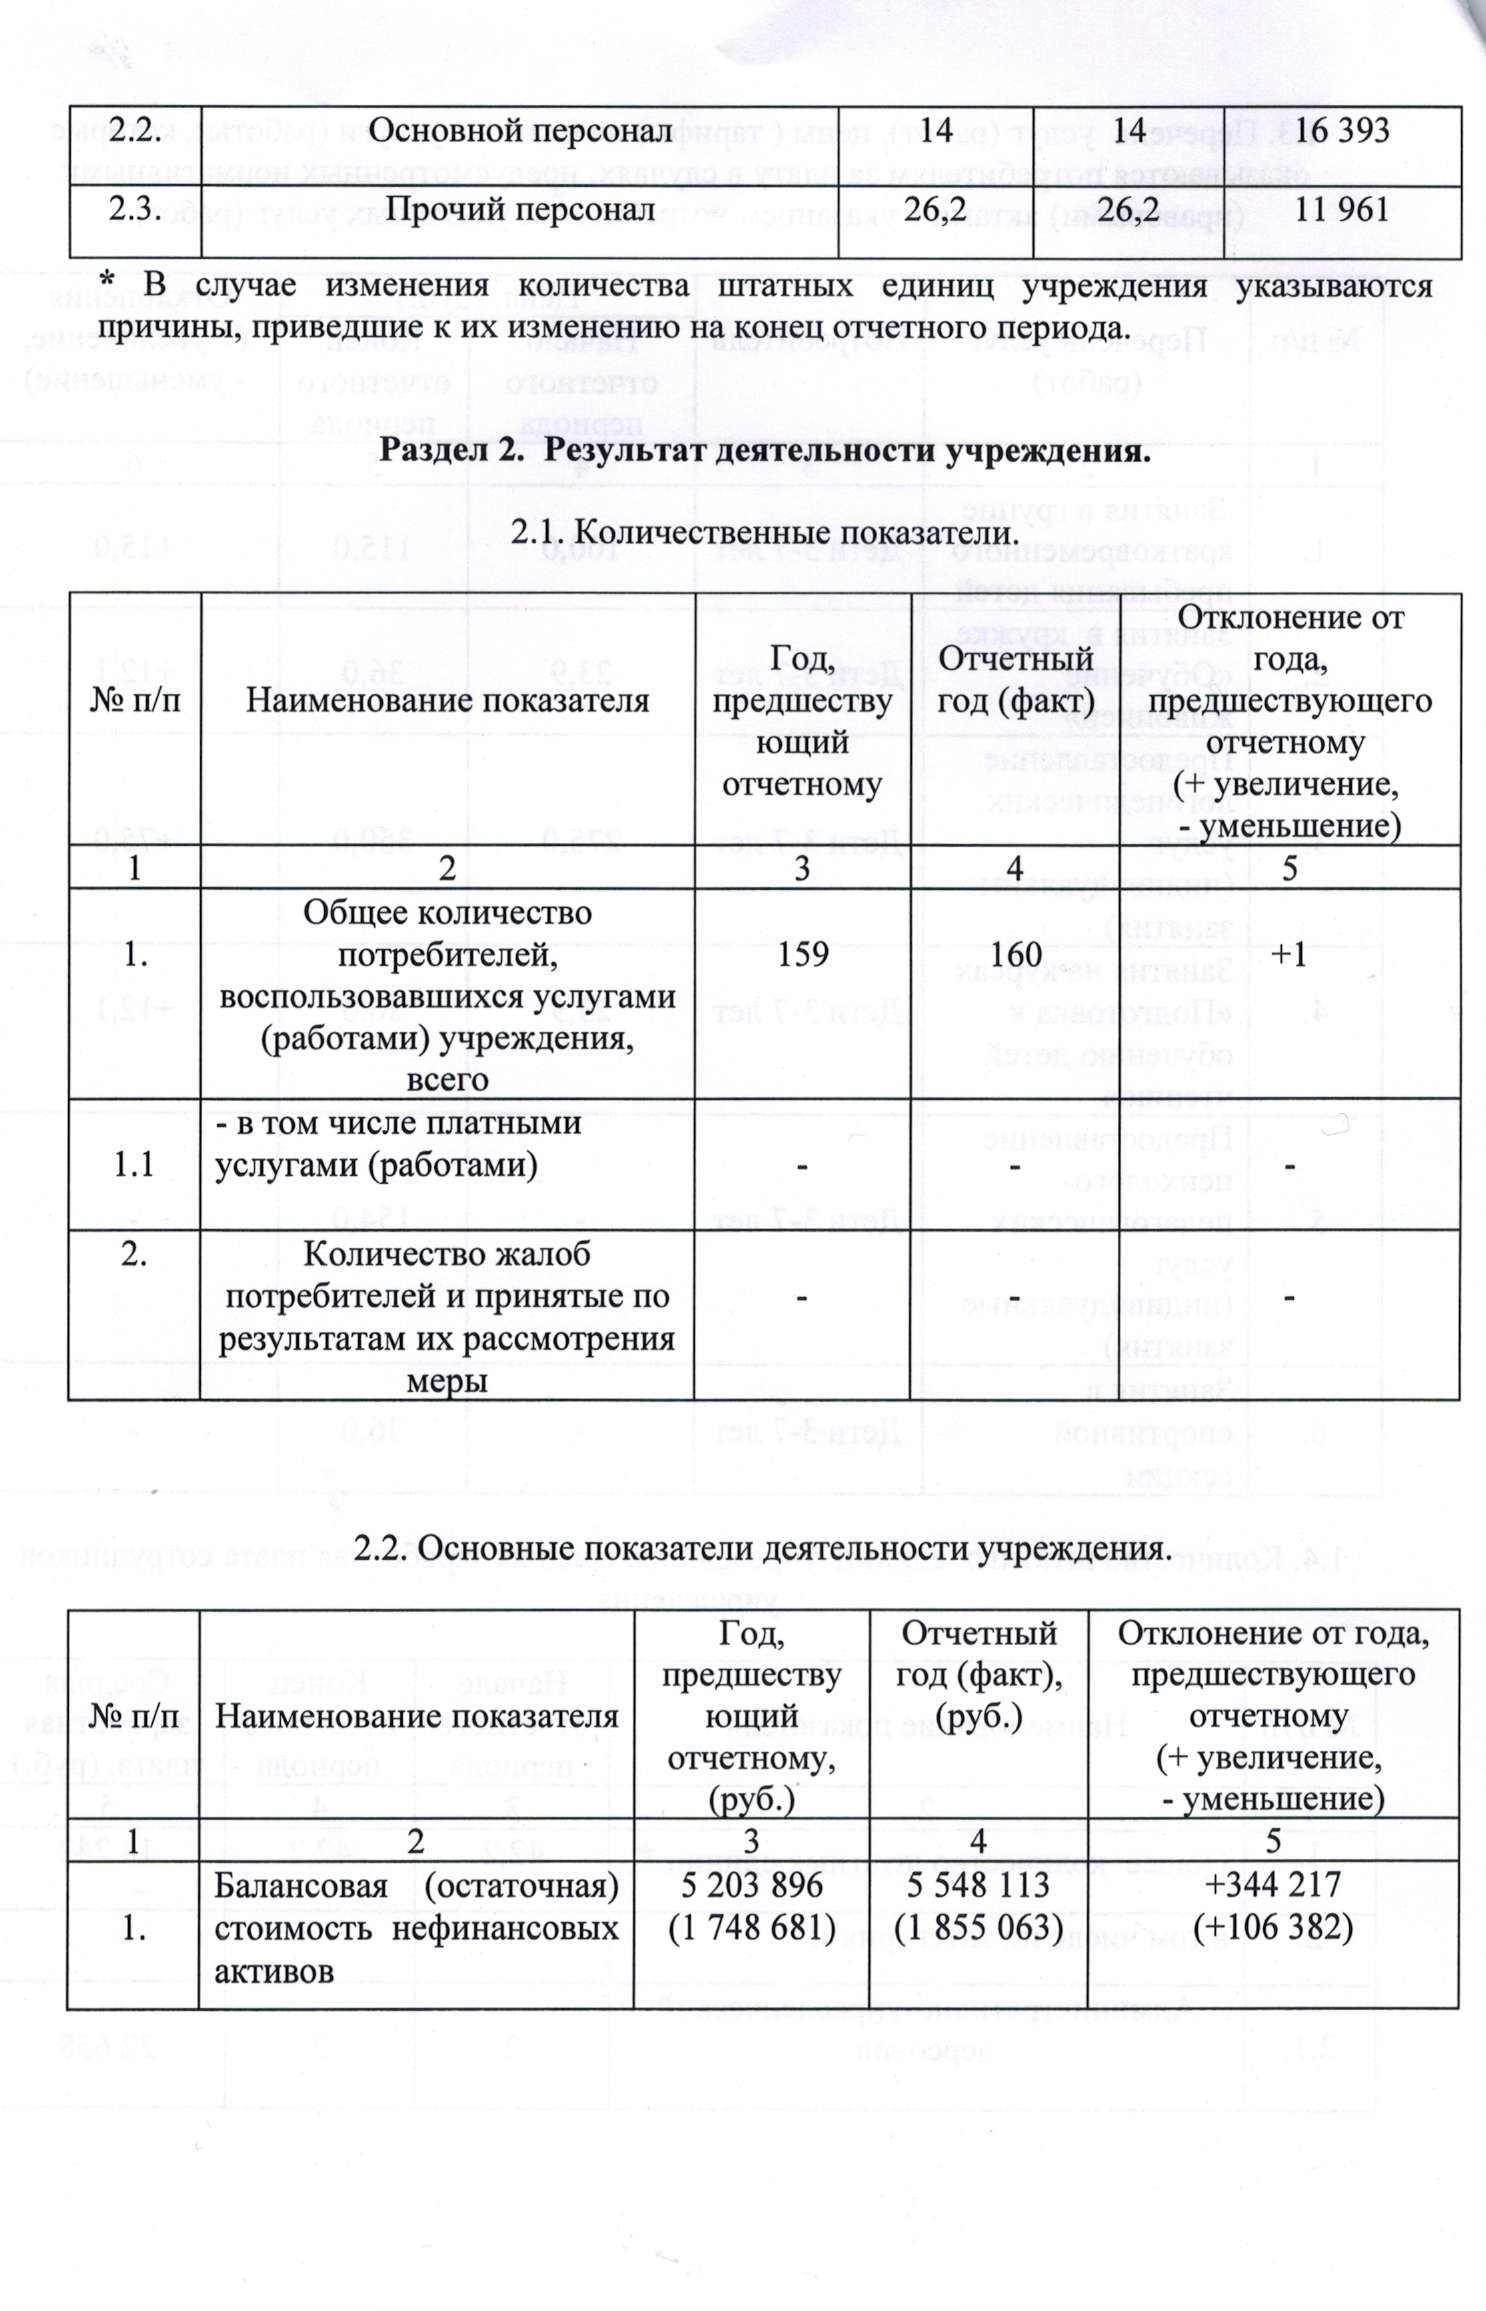 2.2. Основной персонал 14 14 16 393
2.3. Прочий персонал 26,2 26,2 11 961
* В случае изменения количества штатных единиц учреждения указываются
причины, приведшие к их изменению на конец отчетного периода.
Раздел 2. Результат деятельности учреждения.
2.1. Количественные показатели.
№ п/п
Наименование показателя
Год,
предшеству
ющий
отчетному
Отчетный
год (факт)
Отклонение от
года,
предшествующего
отчетному
(+ увеличение,
- уменьшение)
1 2 3 4 5
1.
Общее количество
потребителей,
воспользовавшихся услугами
(работами) учреждения,
всего
159 160 +1
1.1
- в том числе платными
услугами (работами)
- - -
2.
Количество жалоб
потребителей и принятые по
результатам их рассмотрения
меры
- - -
2.2. Основные показатели деятельности учреждения.
№ п/п
Наименование показателя
Год,
предшеству
ющий
отчетному,
(руб.)
Отчетный
год (факт),
(руб.)
Отклонение от года,
предшествующего
отчетному
(+ увеличение,
- уменьшение)
1 2 3 4 5
1.
Балансовая (остаточная)
стоимость нефинансовых
активов
5 203 896
(1 748 681)
5 548 113
(1 855 063)
+344 217
(+106 382)